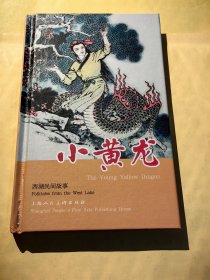 小黄龙
The Young Yellow Dragon
西湖民间故事
Folktales from the West Lake
上海人民美术出版社
Shanghai People's Fine Arts Publishing House